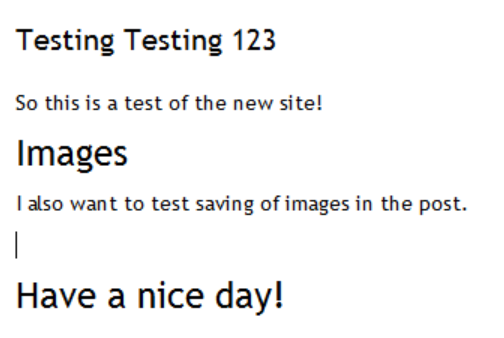 Testing Testing 123
So this is a test of the new site!
Images
I also want to test saving of images in the post.
Have a nice day!